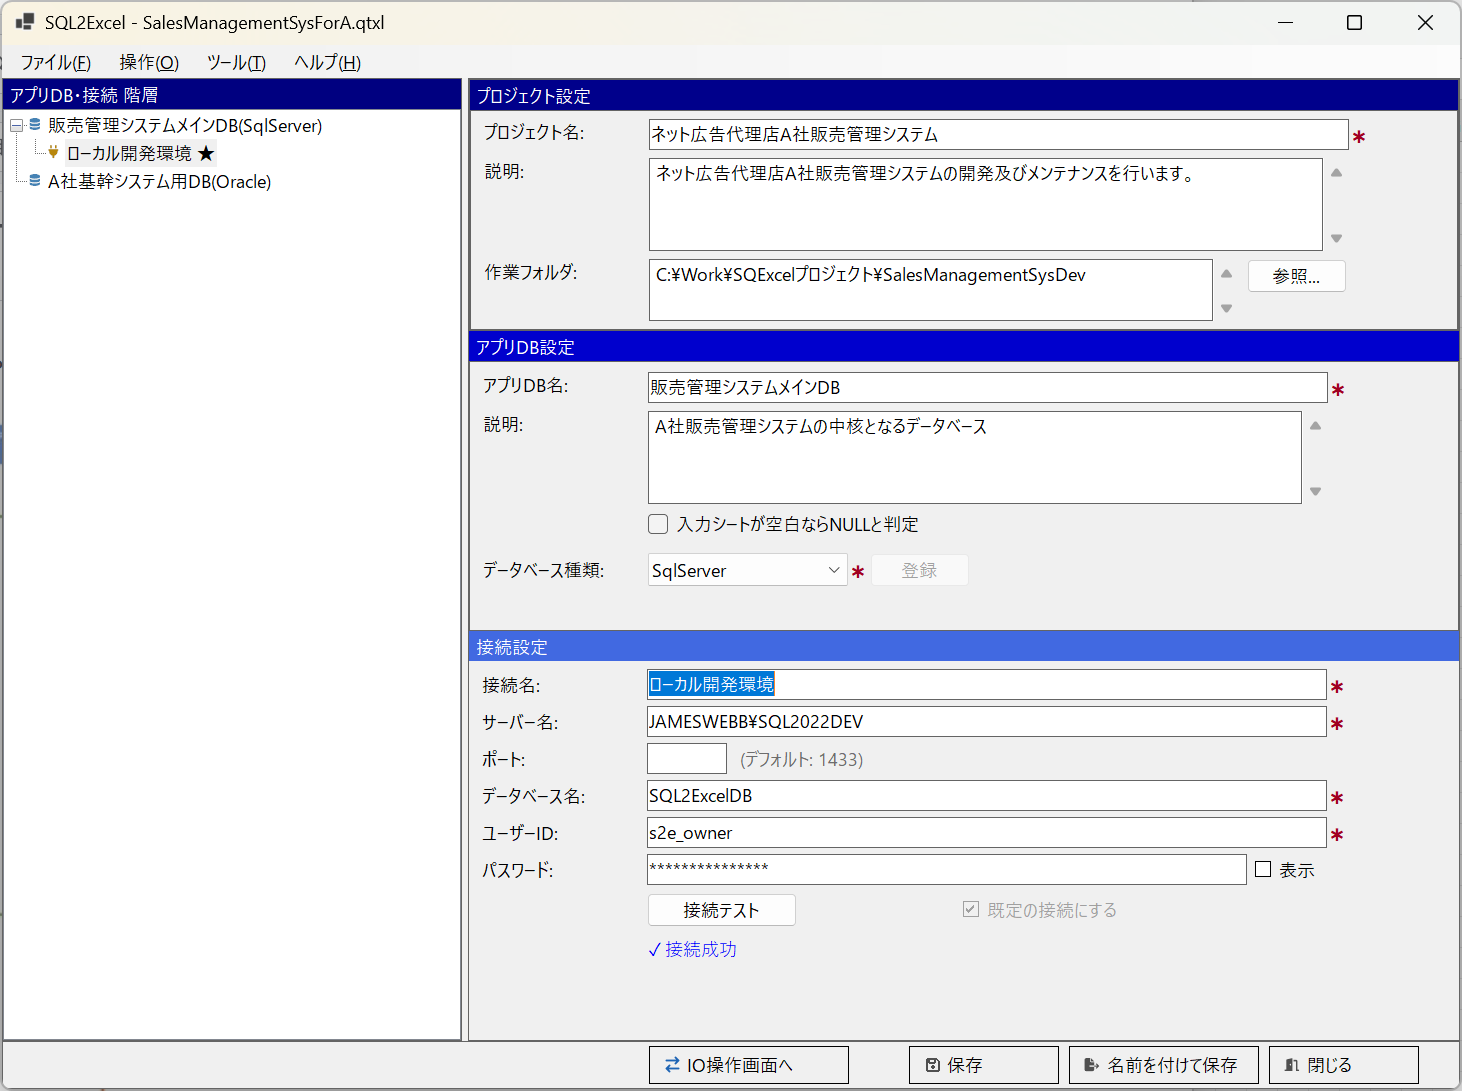 SQL2Excel - SalesManagementSysForA.qtxl
ファイル(F) 操作(O) ツール(T) ヘルプ(H)
アプリDB・接続 階層
販売管理システムメインDB(SqlServer)
ローカル開発環境 ★
A社基幹システム用DB(Oracle)
プロジェクト設定
プロジェクト名: ネット広告代理店A社販売管理システム *
説明: ネット広告代理店A社販売管理システムの開発及びメンテナンスを行います。
作業フォルダ: C:¥Work¥SQExcelプロジェクト¥SalesManagementSysDev 参照...
アプリDB設定
アプリDB名: 販売管理システムメインDB *
説明: A社販売管理システムの中核となるデータベース
入力シートが空白ならNULLと判定
データベース種類: SqlServer * 登録
接続設定
接続名: ローカル開発環境 *
サーバー名: JAMESWEBB¥SQL2022DEV *
ポート: (デフォルト: 1433)
データベース名: SQL2ExcelDB *
ユーザーID: s2e_owner *
パスワード: *************** 表示
接続テスト 既定の接続にする
✓接続成功
IO操作画面へ 保存 名前を付けて保存 閉じる